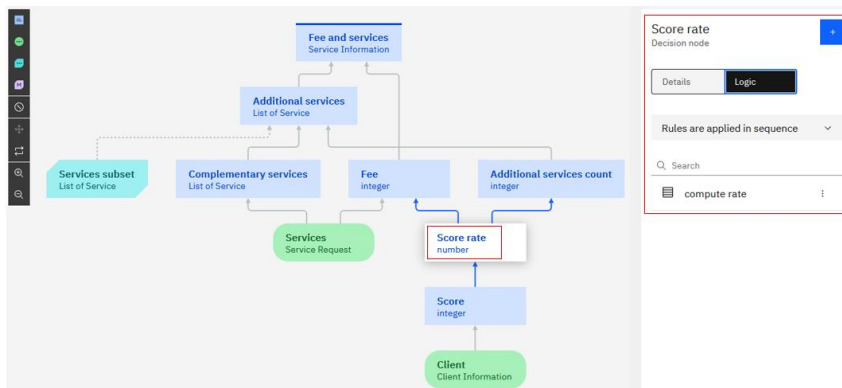 Fee and services
Service Information
Additional services
List of Service
Services subset
List of Service
Complementary services
List of Service
Fee
integer
Additional services count
integer
Services
Service Request
Score rate
number
Score
integer
Client
Client Information
Score rate
Decision node
+
Details
Logic
Rules are applied in sequence
Search
compute rate